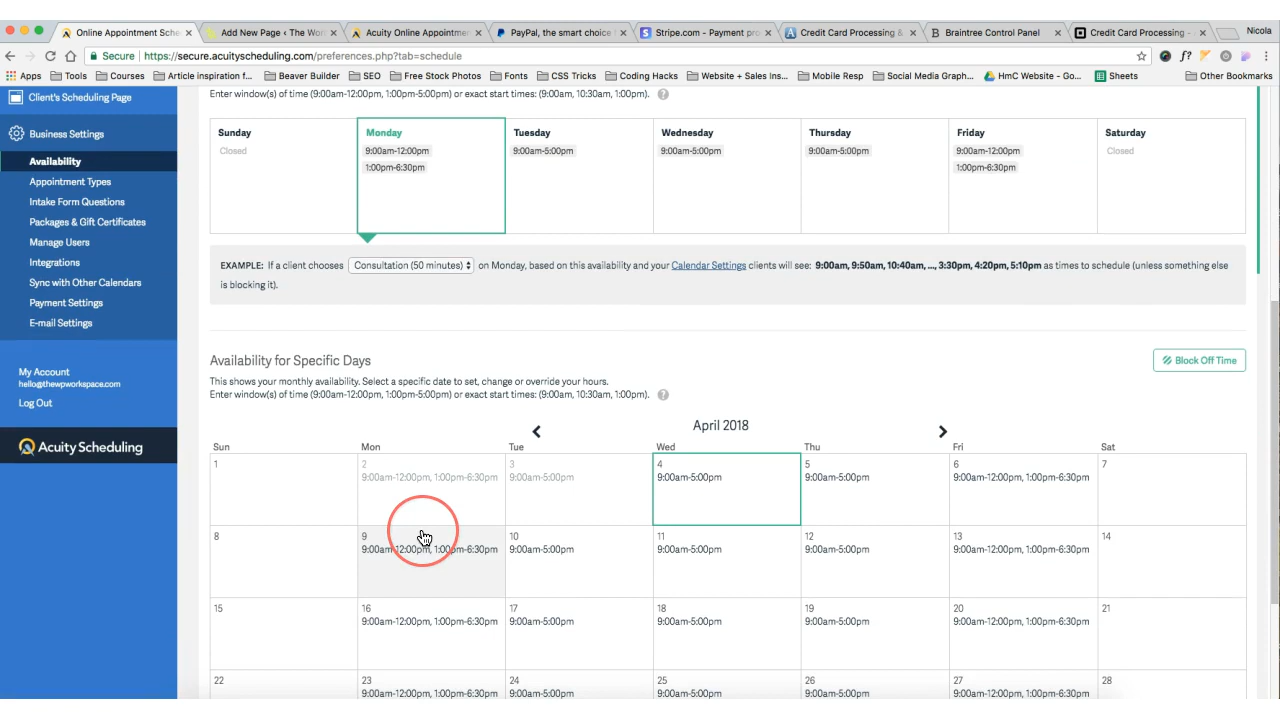 Online Appointment Sche
Add New Page < The Wor
Acuity Online Appointmen
PayPal, the smart choice
Stripe.com - Payment pro
Credit Card Processing &
Braintree Control Panel
Credit Card Processing -
Nicola
Secure https://secure.acuityscheduling.com/preferences.php?tab=schedule
Apps Tools Courses Article inspiration f... Beaver Builder SEO Free Stock Photos Fonts CSS Tricks Coding Hacks Website + Sales Ins... Mobile Resp Social Media Graph... HmC Website - Go... Sheets Other Bookmarks
Client's Scheduling Page
Business Settings
Availability
Appointment Types
Intake Form Questions
Packages & Gift Certificates
Manage Users
Integrations
Sync with Other Calendars
Payment Settings
E-mail Settings
My Account
hello@thewpworkspace.com
Log Out
Acuity Scheduling
Enter window(s) of time (9:00am-12:00pm, 1:00pm-5:00pm) or exact start times: (9:00am, 10:30am, 1:00pm). ?
Sunday Monday Tuesday Wednesday Thursday Friday Saturday
Closed 9:00am-12:00pm 9:00am-5:00pm 9:00am-5:00pm 9:00am-5:00pm 9:00am-12:00pm Closed
1:00pm-6:30pm 1:00pm-6:30pm
EXAMPLE: If a client chooses Consultation (50 minutes) on Monday, based on this availability and your Calendar Settings clients will see: 9:00am, 9:50am, 10:40am, ..., 3:30pm, 4:20pm, 5:10pm as times to schedule (unless something else
is blocking it).
Availability for Specific Days
Block Off Time
This shows your monthly availability. Select a specific date to set, change or override your hours.
Enter window(s) of time (9:00am-12:00pm, 1:00pm-5:00pm) or exact start times: (9:00am, 10:30am, 1:00pm). ?
April 2018
Sun Mon Tue Wed Thu Fri Sat
1 2 3 4 5 6 7
9:00am-12:00pm, 1:00pm-6:30pm 9:00am-5:00pm 9:00am-5:00pm 9:00am-5:00pm 9:00am-12:00pm, 1:00pm-6:30pm
8 9 10 11 12 13 14
9:00am-12:00pm, 1:00pm-6:30pm 9:00am-5:00pm 9:00am-5:00pm 9:00am-5:00pm 9:00am-12:00pm, 1:00pm-6:30pm
15 16 17 18 19 20 21
9:00am-12:00pm, 1:00pm-6:30pm 9:00am-5:00pm 9:00am-5:00pm 9:00am-5:00pm 9:00am-12:00pm, 1:00pm-6:30pm
22 23 24 25 26 27 28
9:00am-12:00pm, 1:00pm-6:30pm 9:00am-5:00pm 9:00am-5:00pm 9:00am-5:00pm 9:00am-12:00pm, 1:00pm-6:30pm